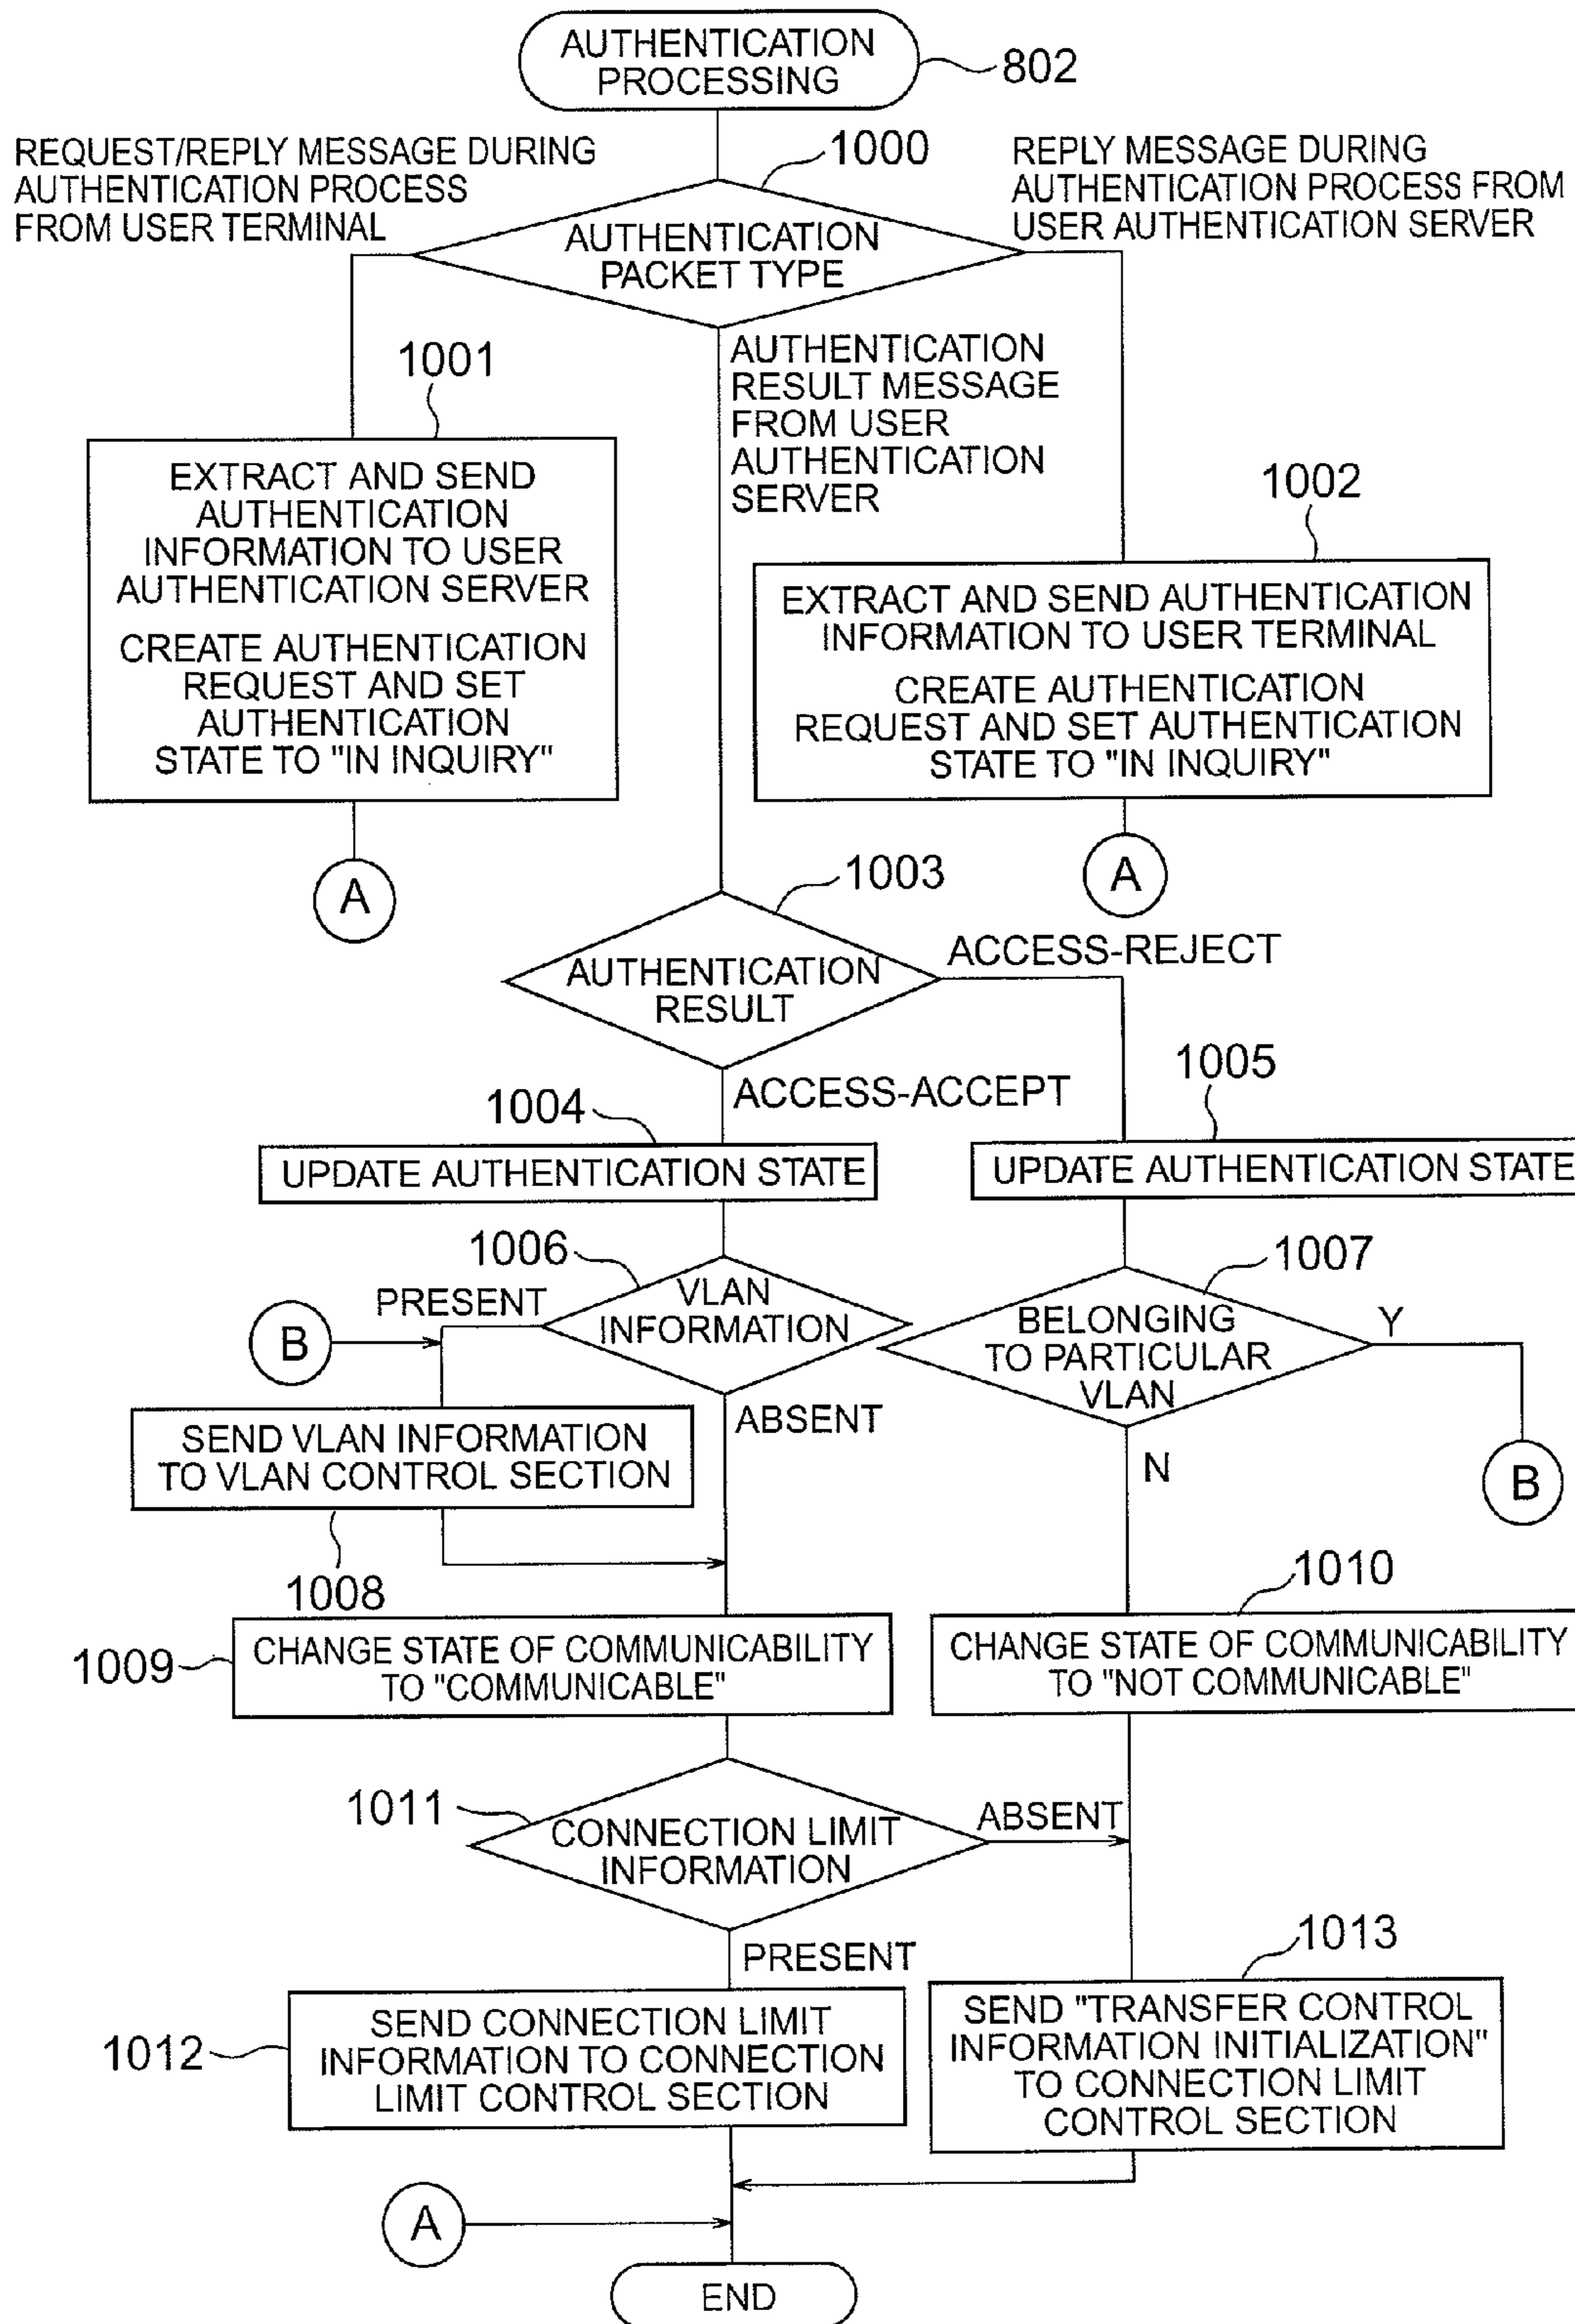 AUTHENTICATION
PROCESSING
802
REQUEST/REPLY MESSAGE DURING
AUTHENTICATION PROCESS
FROM USER TERMINAL
1000
REPLY MESSAGE DURING
AUTHENTICATION PROCESS FROM
USER AUTHENTICATION SERVER
AUTHENTICATION
PACKET TYPE
AUTHENTICATION
RESULT MESSAGE
FROM USER
AUTHENTICATION
SERVER
1001
EXTRACT AND SEND
AUTHENTICATION
INFORMATION TO USER
AUTHENTICATION SERVER
CREATE AUTHENTICATION
REQUEST AND SET
AUTHENTICATION
STATE TO "IN INQUIRY"
A
1002
EXTRACT AND SEND AUTHENTICATION
INFORMATION TO USER TERMINAL
CREATE AUTHENTICATION
REQUEST AND SET AUTHENTICATION
STATE TO "IN INQUIRY"
A
1003
AUTHENTICATION
RESULT
ACCESS-REJECT
ACCESS-ACCEPT
1004
UPDATE AUTHENTICATION STATE
1005
UPDATE AUTHENTICATION STATE
1006
VLAN
INFORMATION
PRESENT
B
ABSENT
1007
BELONGING
TO PARTICULAR
VLAN
Y
B
N
SEND VLAN INFORMATION
TO VLAN CONTROL SECTION
1008
1009
CHANGE STATE OF COMMUNICABILITY
TO "COMMUNICABLE"
1010
CHANGE STATE OF COMMUNICABILITY
TO "NOT COMMUNICABLE"
1011
CONNECTION LIMIT
INFORMATION
ABSENT
PRESENT
1012
SEND CONNECTION LIMIT
INFORMATION TO CONNECTION
LIMIT CONTROL SECTION
1013
SEND "TRANSFER CONTROL
INFORMATION INITIALIZATION"
TO CONNECTION LIMIT
CONTROL SECTION
A
END